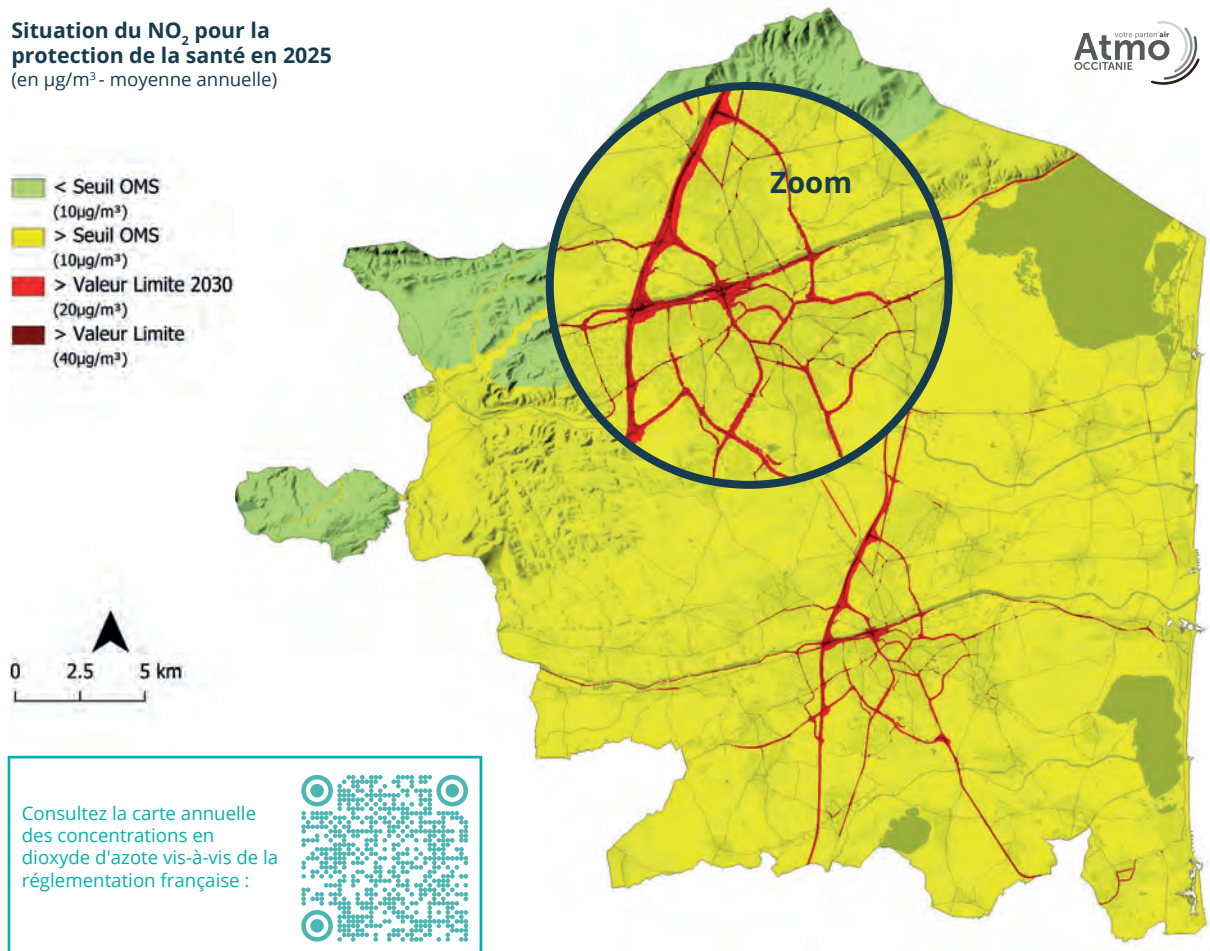 Situation du NO₂ pour la
protection de la santé en 2025
(en µg/m³ - moyenne annuelle)
votre parten'air
Atmo
OCCITANIE
< Seuil OMS
(10µg/m³)
> Seuil OMS
(10µg/m³)
> Valeur Limite 2030
(20µg/m³)
> Valeur Limite
(40µg/m³)
Zoom
0 2.5 5 km
Consultez la carte annuelle
des concentrations en
dioxyde d'azote vis-à-vis de la
réglementation française :